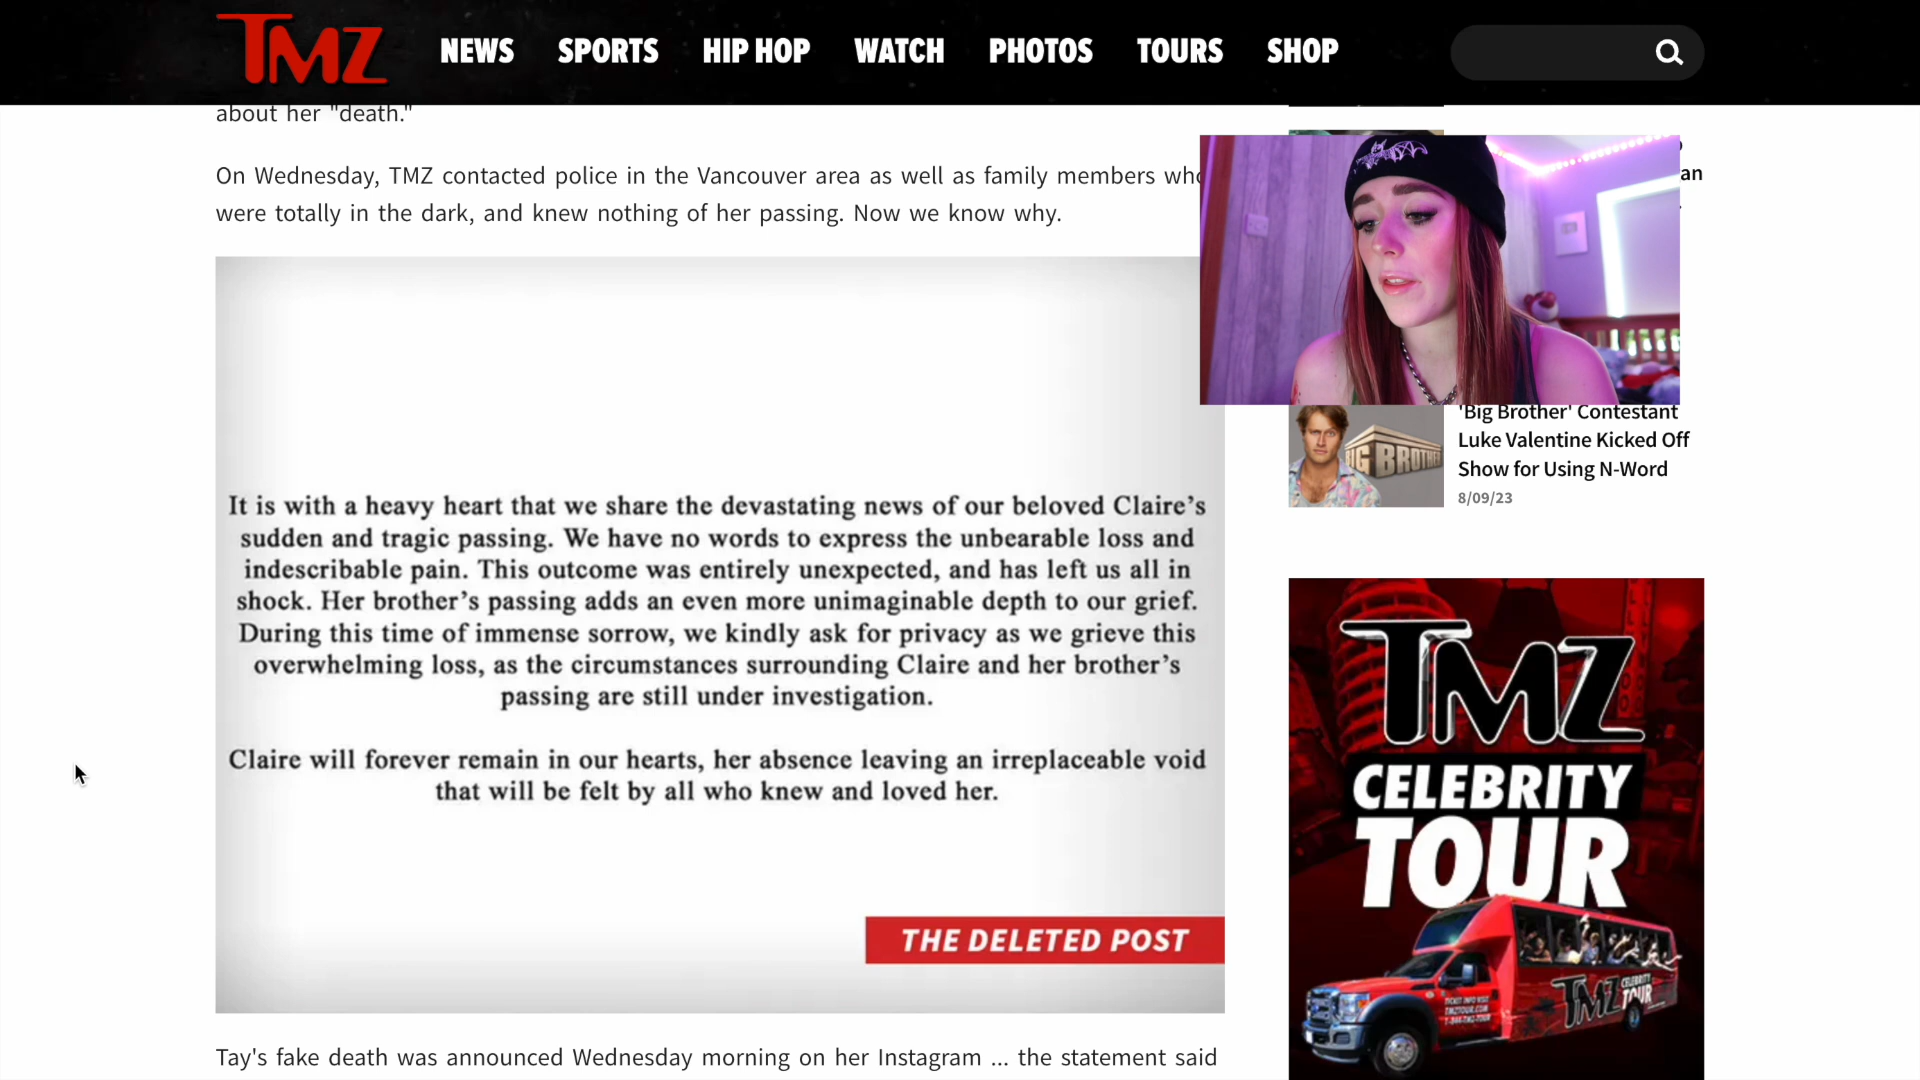 TMZ
NEWS SPORTS HIP HOP WATCH PHOTOS TOURS SHOP
about her "death."
On Wednesday, TMZ contacted police in the Vancouver area as well as family members who
were totally in the dark, and knew nothing of her passing. Now we know why.
It is with a heavy heart that we share the devastating news of our beloved Claire's
sudden and tragic passing. We have no words to express the unbearable loss and
indescribable pain. This outcome was entirely unexpected, and has left us all in
shock. Her brother's passing adds an even more unimaginable depth to our grief.
During this time of immense sorrow, we kindly ask for privacy as we grieve this
overwhelming loss, as the circumstances surrounding Claire and her brother's
passing are still under investigation.
Claire will forever remain in our hearts, her absence leaving an irreplaceable void
that will be felt by all who knew and loved her.
THE DELETED POST
Tay's fake death was announced Wednesday morning on her Instagram ... the statement said
an
BIG BROTHER
'Big Brother' Contestant
Luke Valentine Kicked Off
Show for Using N-Word
8/09/23
TMZ
CELEBRITY
TOUR
TMZ
CELEBRITY
TOUR